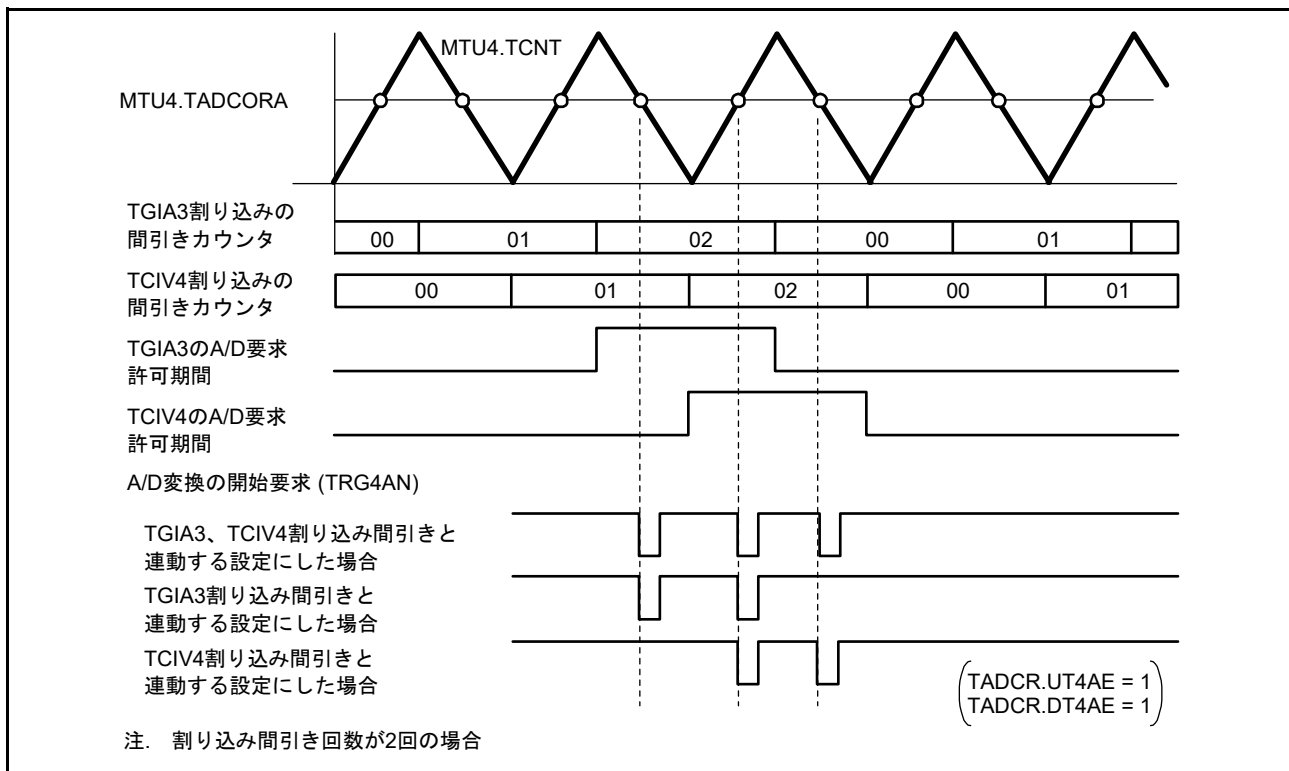 MTU4.TCNT
MTU4.TADCORA
TGIA3割り込みの
間引きカウンタ
00 01 02 00 01
TCIV4割り込みの
間引きカウンタ
00 01 02 00 01
TGIA3のA/D要求
許可期間
TCIV4のA/D要求
許可期間
A/D変換の開始要求 (TRG4AN)
TGIA3、TCIV4割り込み間引きと
連動する設定にした場合
TGIA3割り込み間引きと
連動する設定にした場合
TCIV4割り込み間引きと
連動する設定にした場合
TADCR.UT4AE = 1
TADCR.DT4AE = 1
注. 割り込み間引き回数が2回の場合